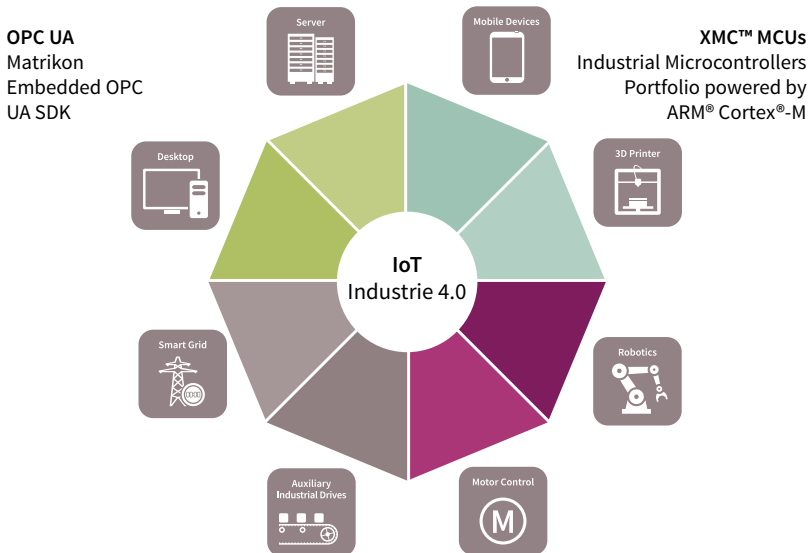 OPC UA
Matrikon
Embedded OPC
UA SDK
Server
Mobile Devices
XMC™ MCUs
Industrial Microcontrollers
Portfolio powered by
ARM® Cortex®-M
Desktop
3D Printer
IoT
Industrie 4.0
Smart Grid
Robotics
Auxiliary
Industrial Drives
Motor Control
M